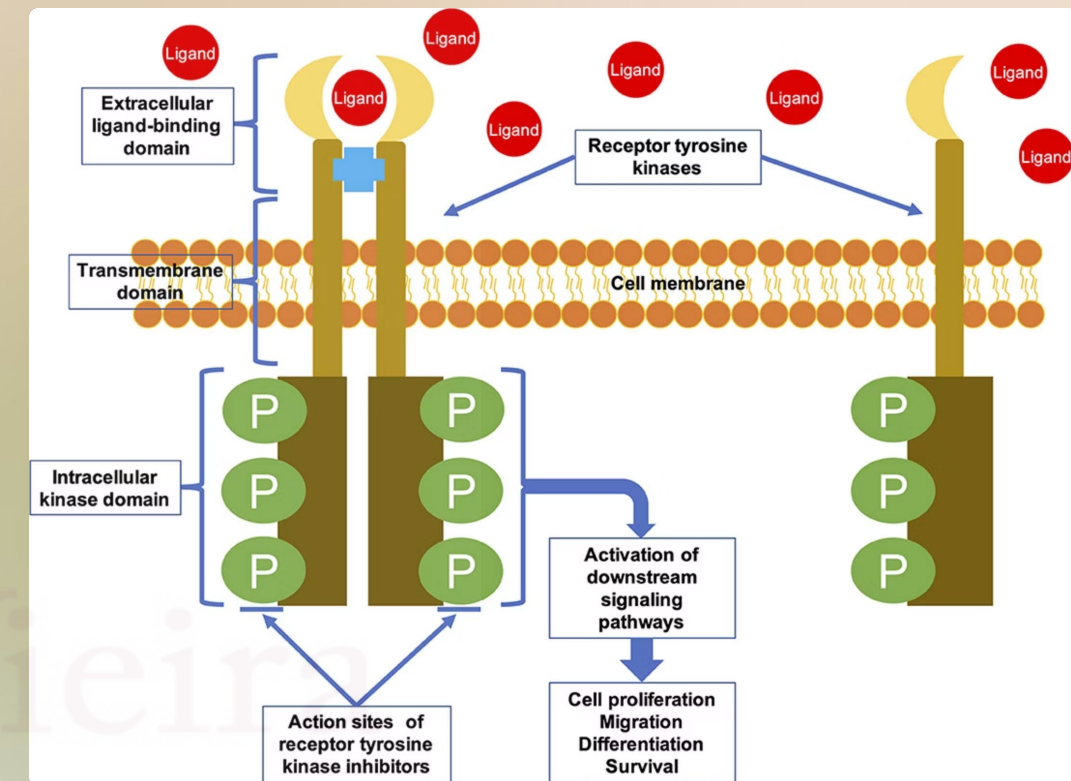 Ligand
Ligand
Ligand
Ligand
Ligand
Ligand
Ligand
Ligand
Extracellular
ligand-binding
domain
Receptor tyrosine
kinases
Transmembrane
domain
Cell membrane
P
P
P
P
P
P
P
P
P
Intracellular
kinase domain
Activation of
downstream
signaling
pathways
Action sites of
receptor tyrosine
kinase inhibitors
Cell proliferation
Migration
Differentiation
Survival
ieira